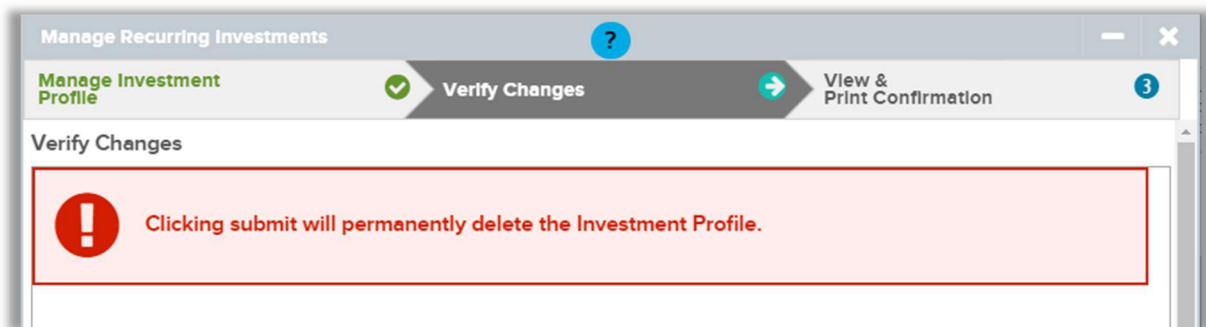 Manage Recurring Investments
?
Manage Investment
Profile
Verify Changes
View &
Print Confirmation
3
Verify Changes
!
Clicking submit will permanently delete the Investment Profile.